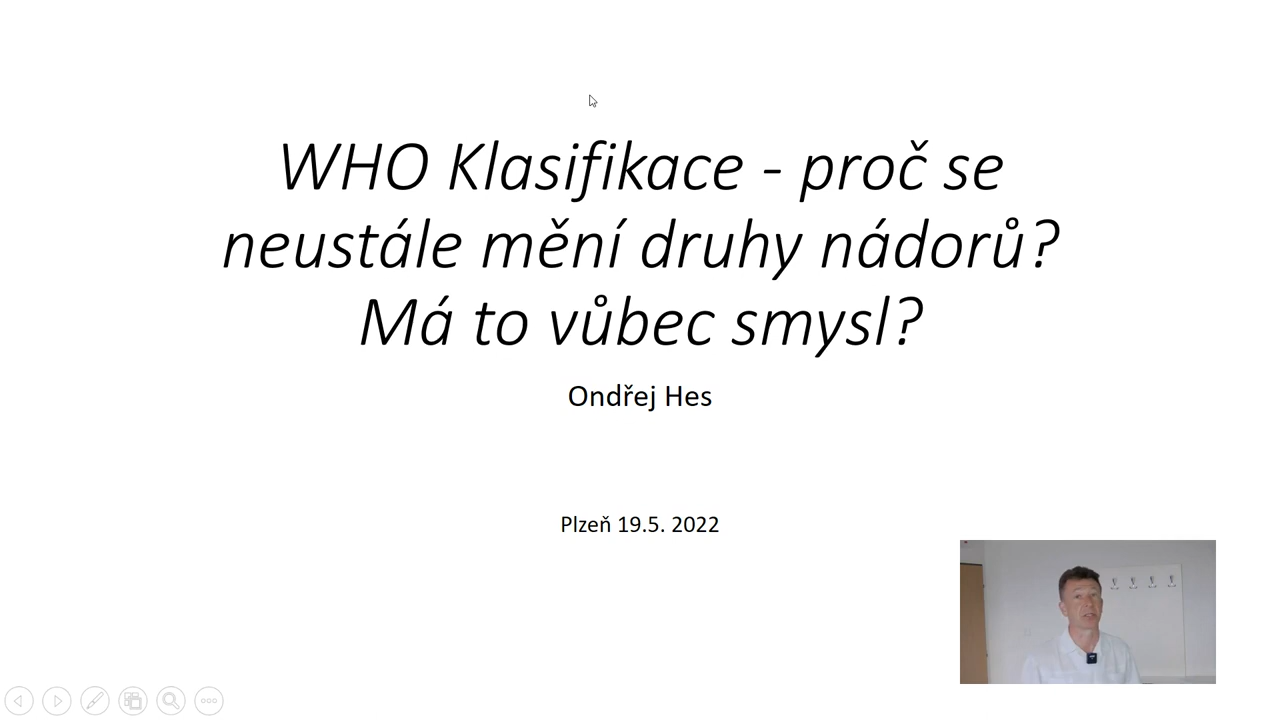 WHO Klasifikace - proč se
neustále mění druhy nádorů?
Má to vůbec smysl?
Ondřej Hes
Plzeň 19.5. 2022